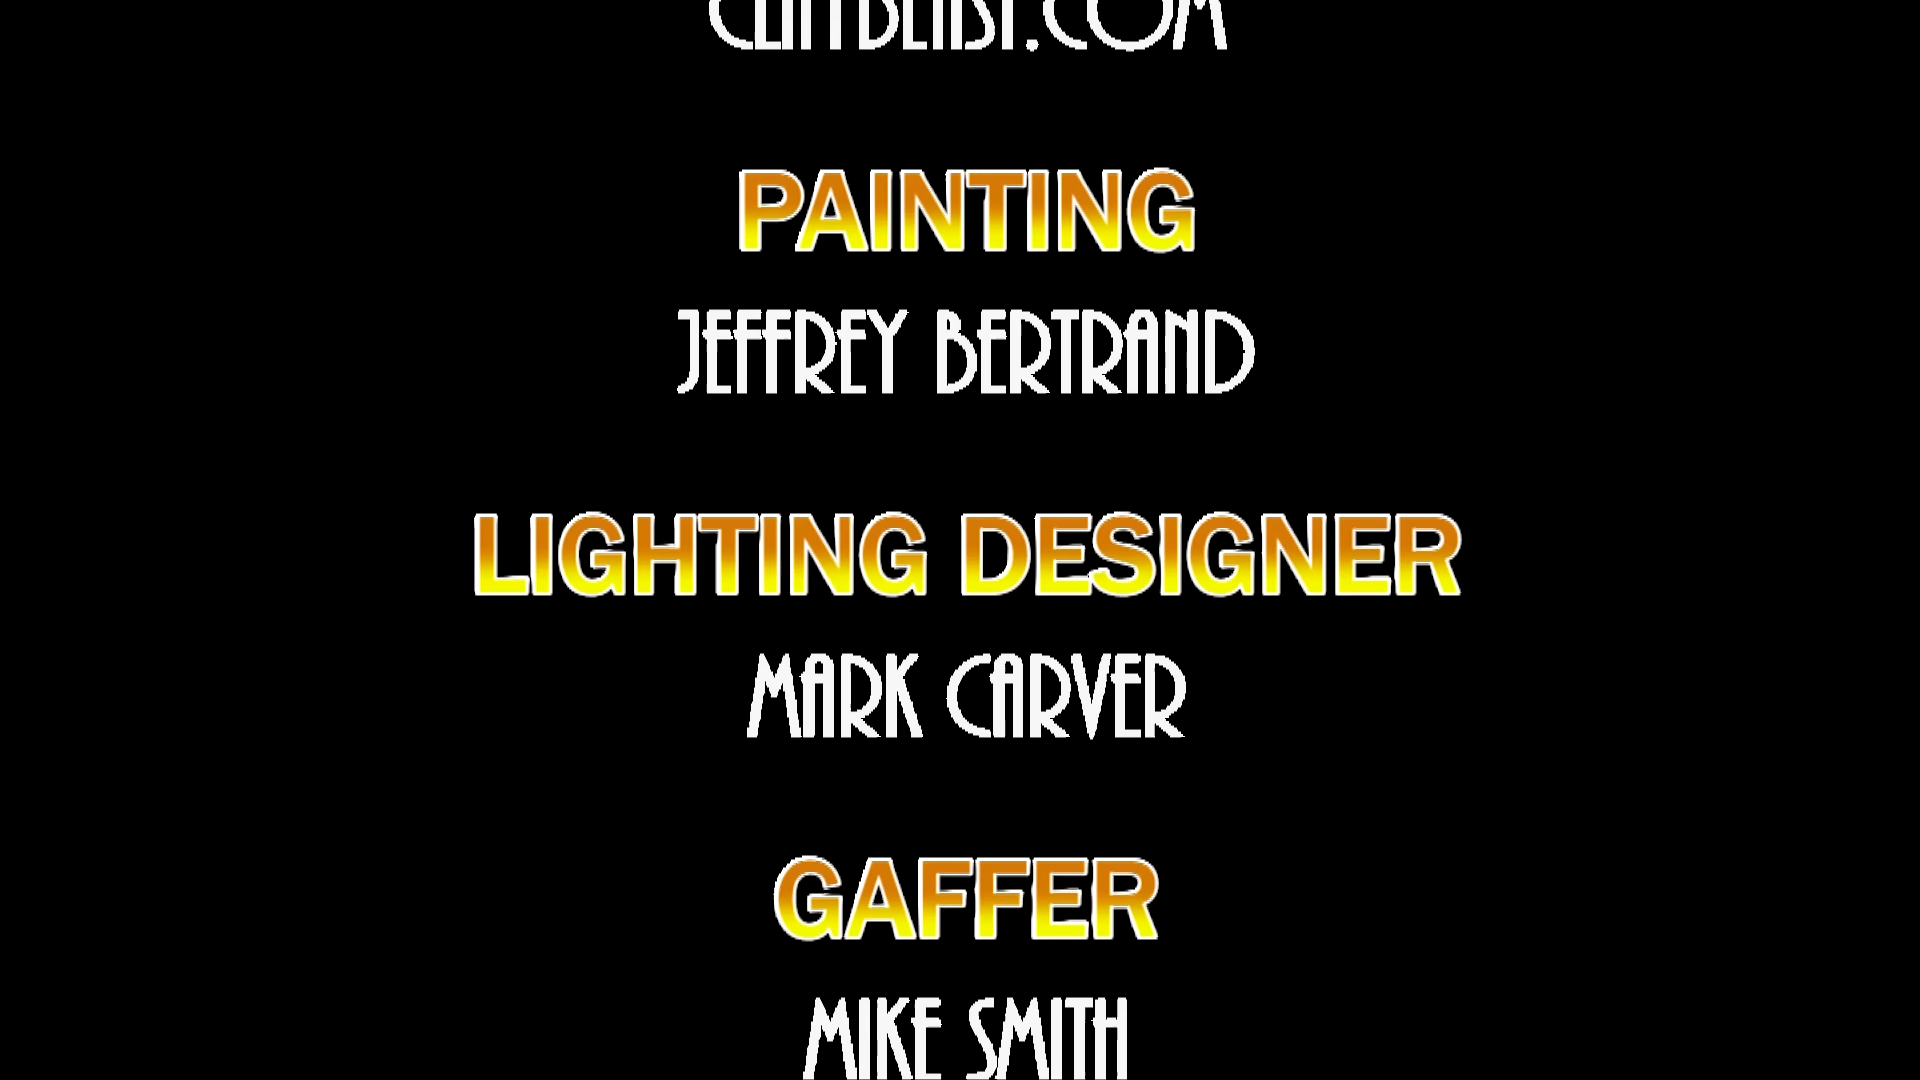 PAINTING
JEFFREY BERTRAND
LIGHTING DESIGNER
MARK CARVER
GAFFER
MIKE SMITH